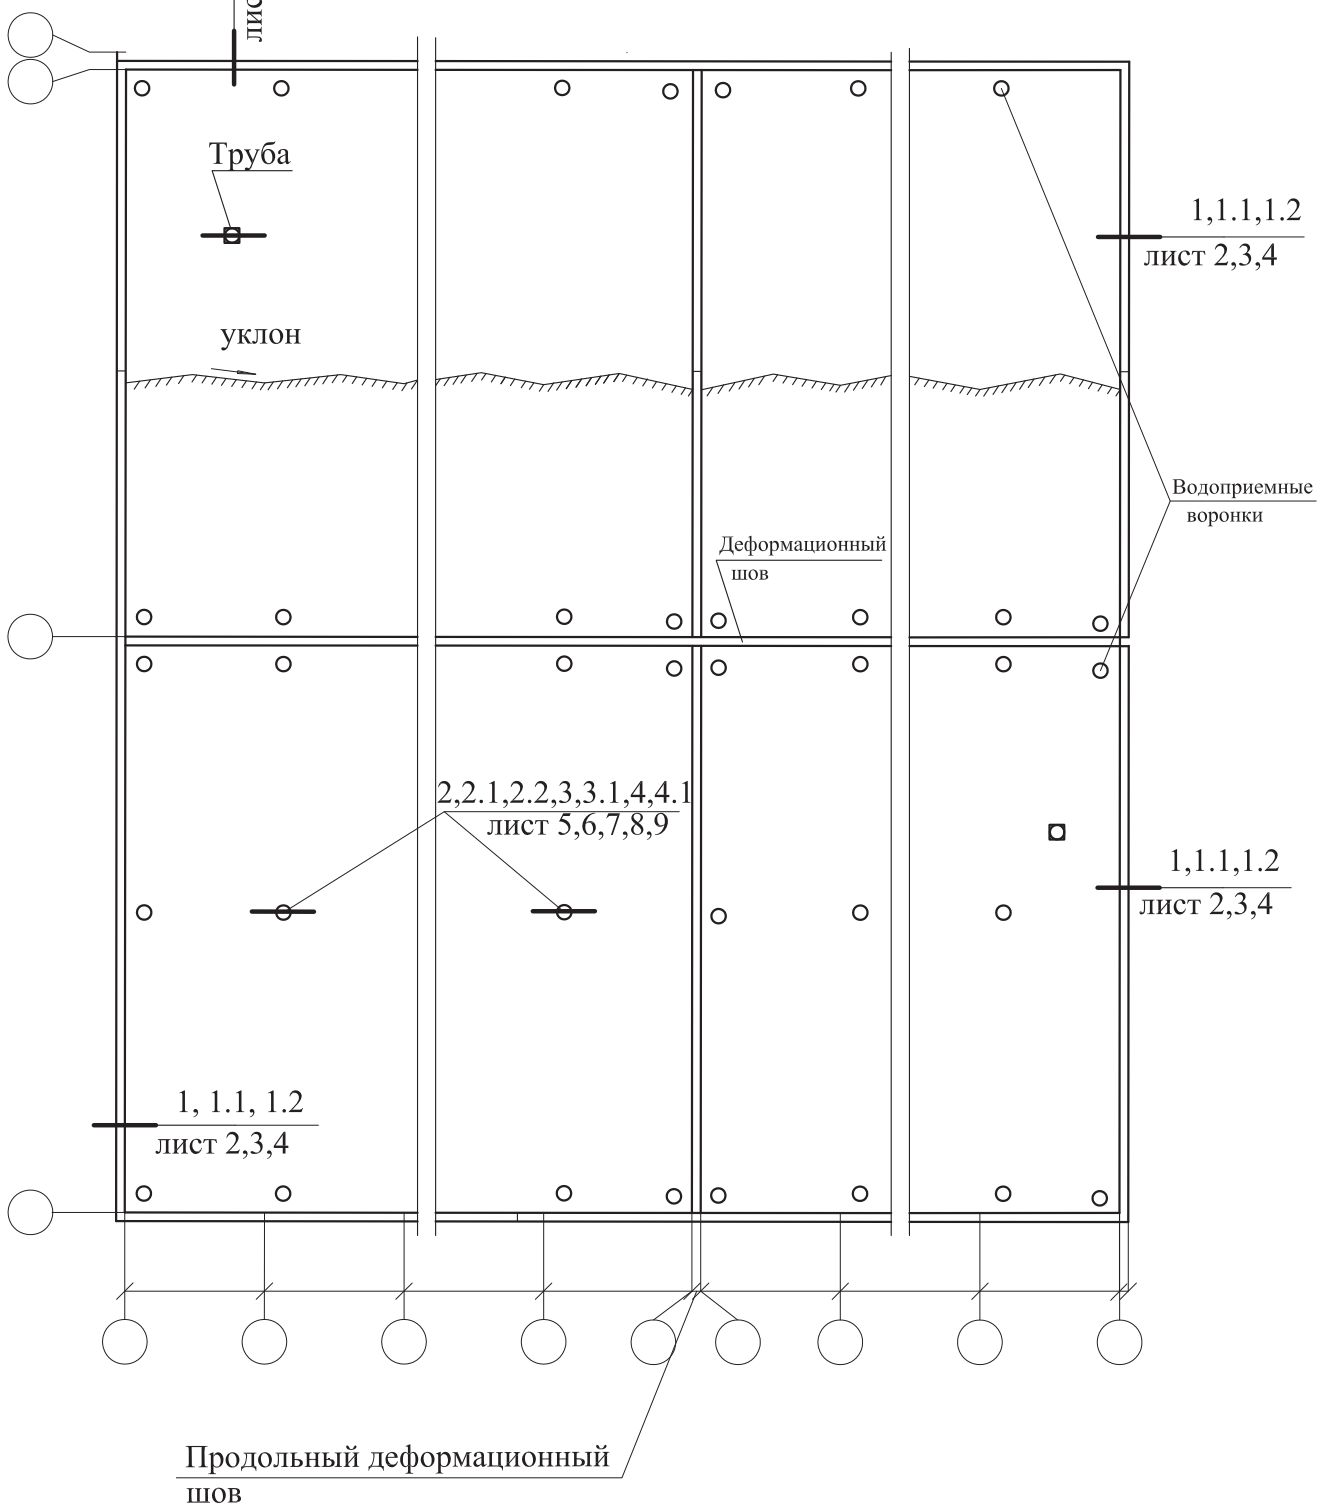 Труба
1,1.1,1.2
лист 2,3,4
уклон
Водоприемные
воронки
Деформационный
шов
2,2.1,2.2,3,3.1,4,4.1
лист 5,6,7,8,9
1,1.1,1.2
лист 2,3,4
1, 1.1, 1.2
лист 2,3,4
Продольный деформационный
шов